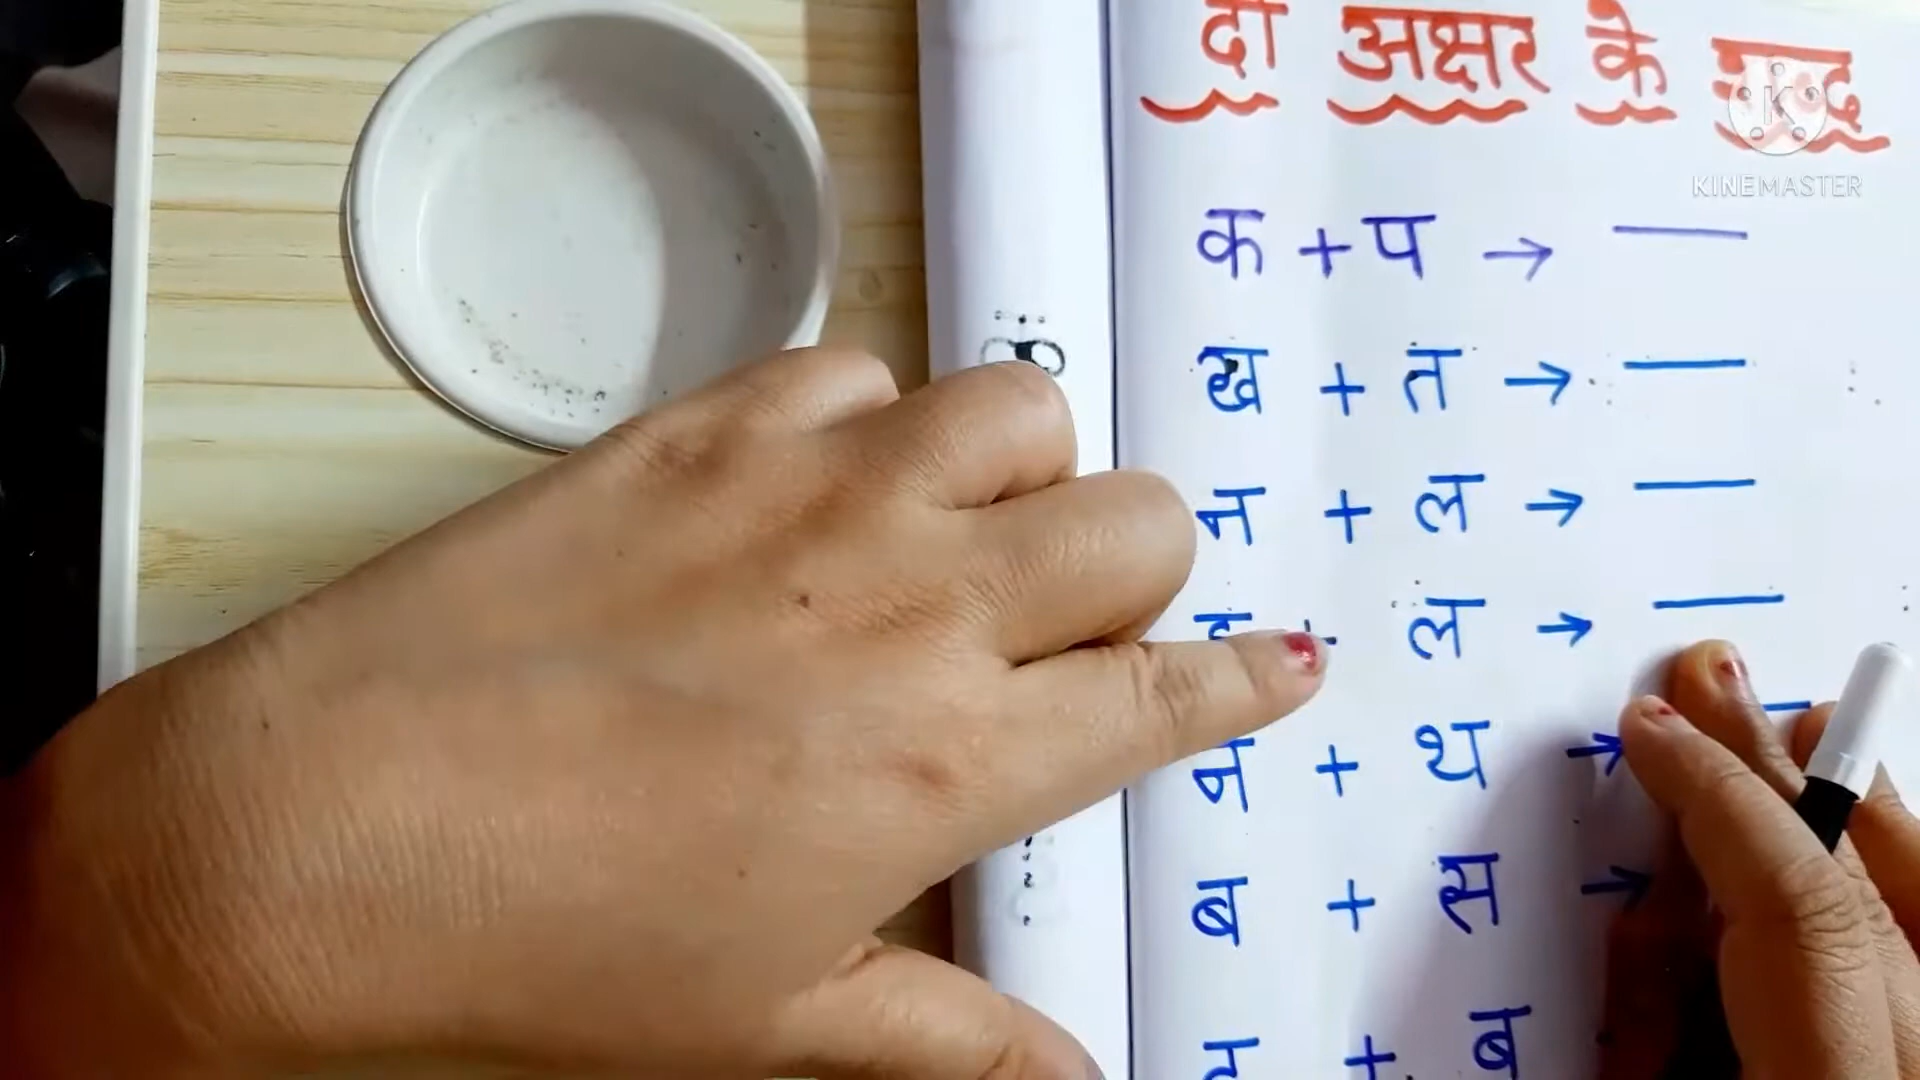 दो अक्षर के शब्द
KINEMASTER
क + प →
ख + त →
न + ल →
+ ल →
न + थ →
ब + स →
+ ब